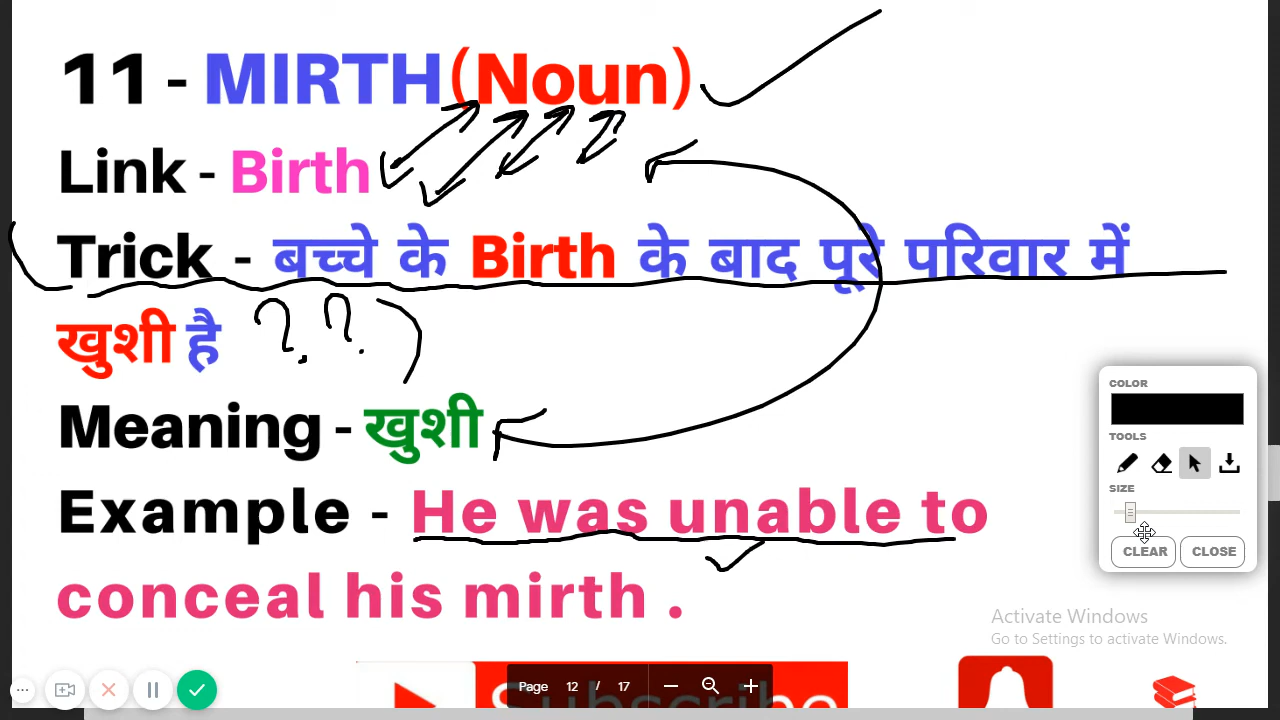 11 - MIRTH(Noun)
Link - Birth
Trick - बच्चे के Birth के बाद पूरे परिवार में
खुशी है ??)
Meaning - खुशी
Example - He was unable to
conceal his mirth .
COLOR
TOOLS
SIZE
CLEAR CLOSE
Activate Windows
Go to Settings to activate Windows.
Subscribe
Page 12 / 17